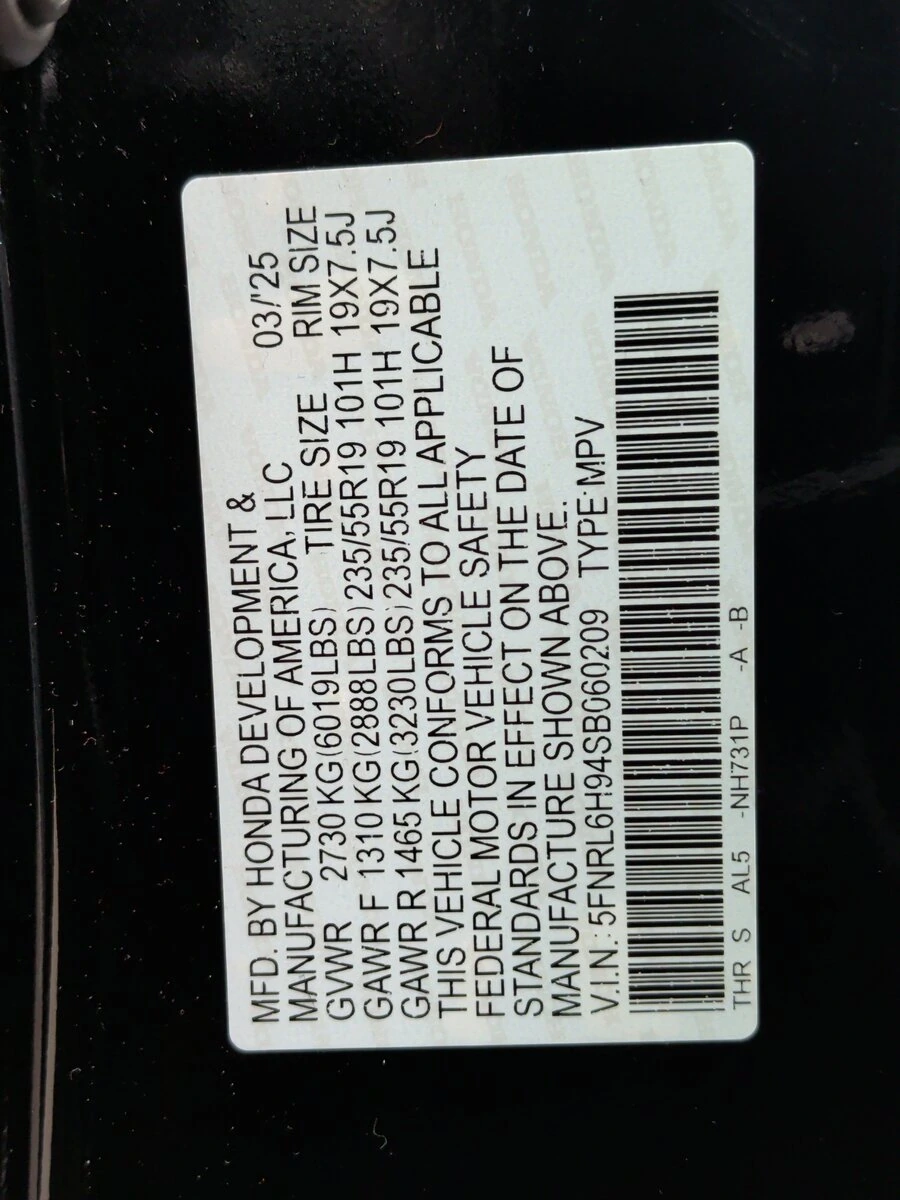 MFD. BY HONDA DEVELOPMENT &
MANUFACTURING OF AMERICA, LLC 03/'25
TIRE SIZE RIM SIZE
GVWR 2730 KG(6019LBS)
GAWR F 1310 KG(2888LBS) 235/55R19 101H 19X7.5J
GAWR R 1465 KG(3230LBS) 235/55R19 101H 19X7.5J
THIS VEHICLE CONFORMS TO ALL APPLICABLE
FEDERAL MOTOR VEHICLE SAFETY
STANDARDS IN EFFECT ON THE DATE OF
MANUFACTURE SHOWN ABOVE.
V.I.N.: 5FNRL6H94SB060209 TYPE: MPV
THR S AL5 -NH731P -A -B